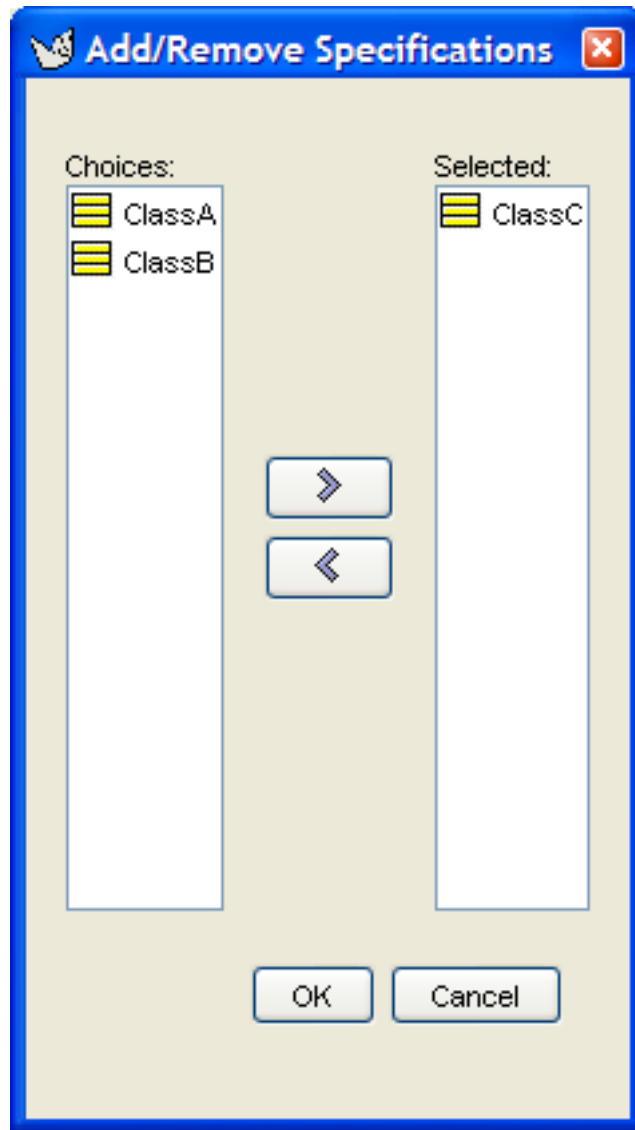 Add/Remove Specifications
Choices:
Selected:
ClassA
ClassB
ClassC
OK
Cancel